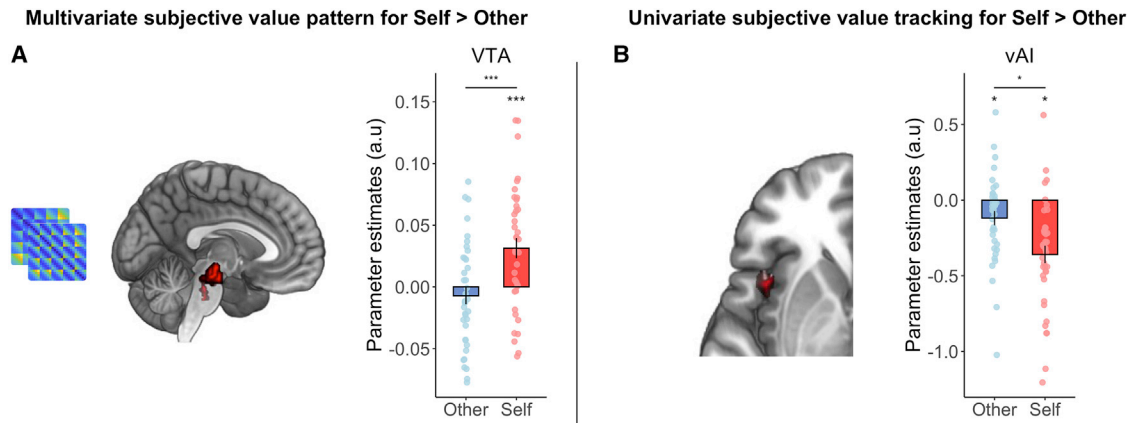 Multivariate subjective value pattern for Self > Other
A
VTA
***
***
Parameter estimates (a.u)
0.15
0.10
0.05
0.00
-0.05
Other
Self
Univariate subjective value tracking for Self > Other
B
vAI
*
*
*
Parameter estimates (a.u)
0.5
0.0
-0.5
-1.0
Other
Self